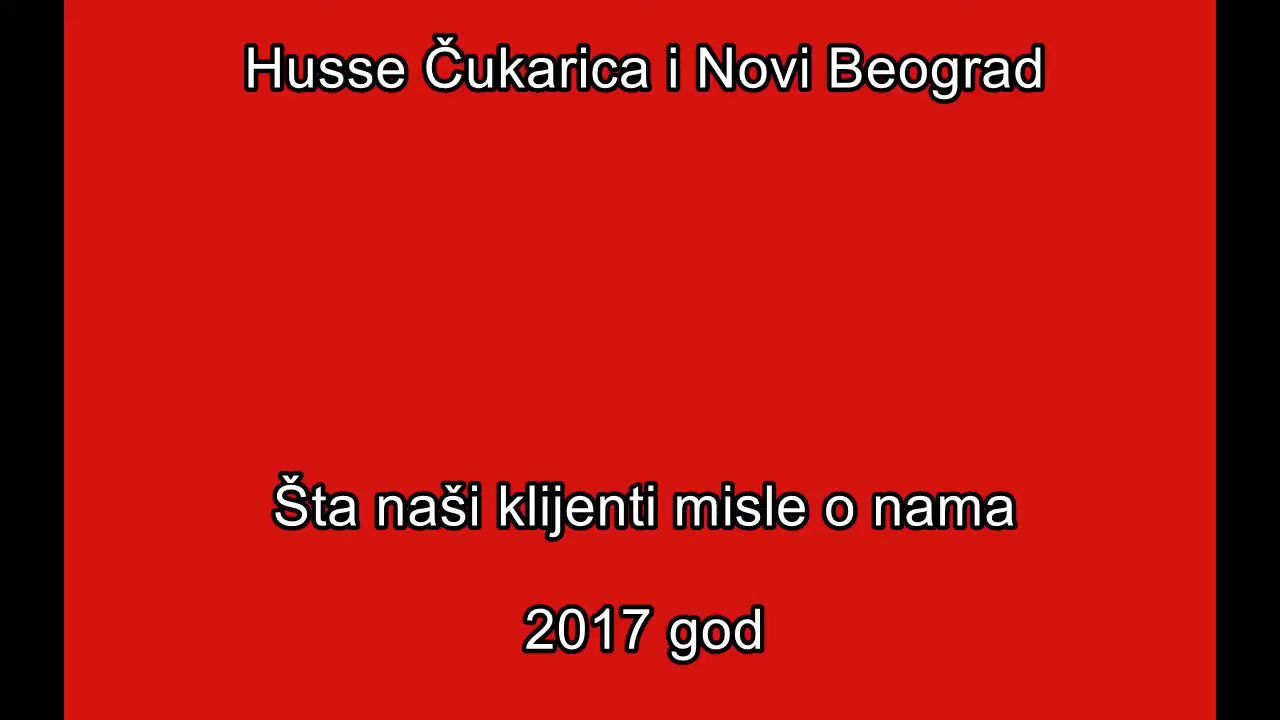 Husse Čukarica i Novi Beograd
Šta naši klijenti misle o nama
2017 god